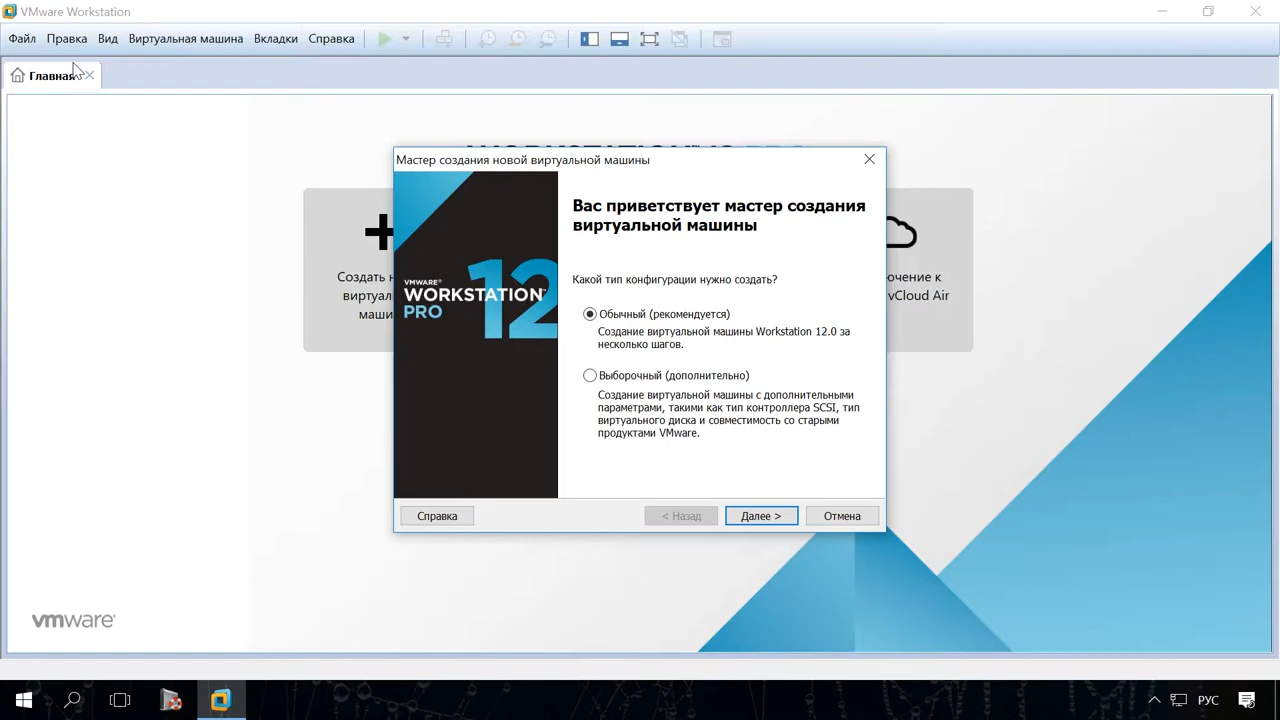 VMware Workstation
Файл Правка Вид Виртуальная машина Вкладки Справка
Главная
Мастер создания новой виртуальной машины
Создать н
виртуал
маши
ючение к
vCloud Air
VMWARE®
WORKSTATION™
PRO 12
Вас приветствует мастер создания
виртуальной машины
Какой тип конфигурации нужно создать?
Обычный (рекомендуется)
Создание виртуальной машины Workstation 12.0 за
несколько шагов.
Выборочный (дополнительно)
Создание виртуальной машины с дополнительными
параметрами, такими как тип контроллера SCSI, тип
виртуального диска и совместимость со старыми
продуктами VMware.
Справка < Назад Далее > Отмена
vmware®
РУС